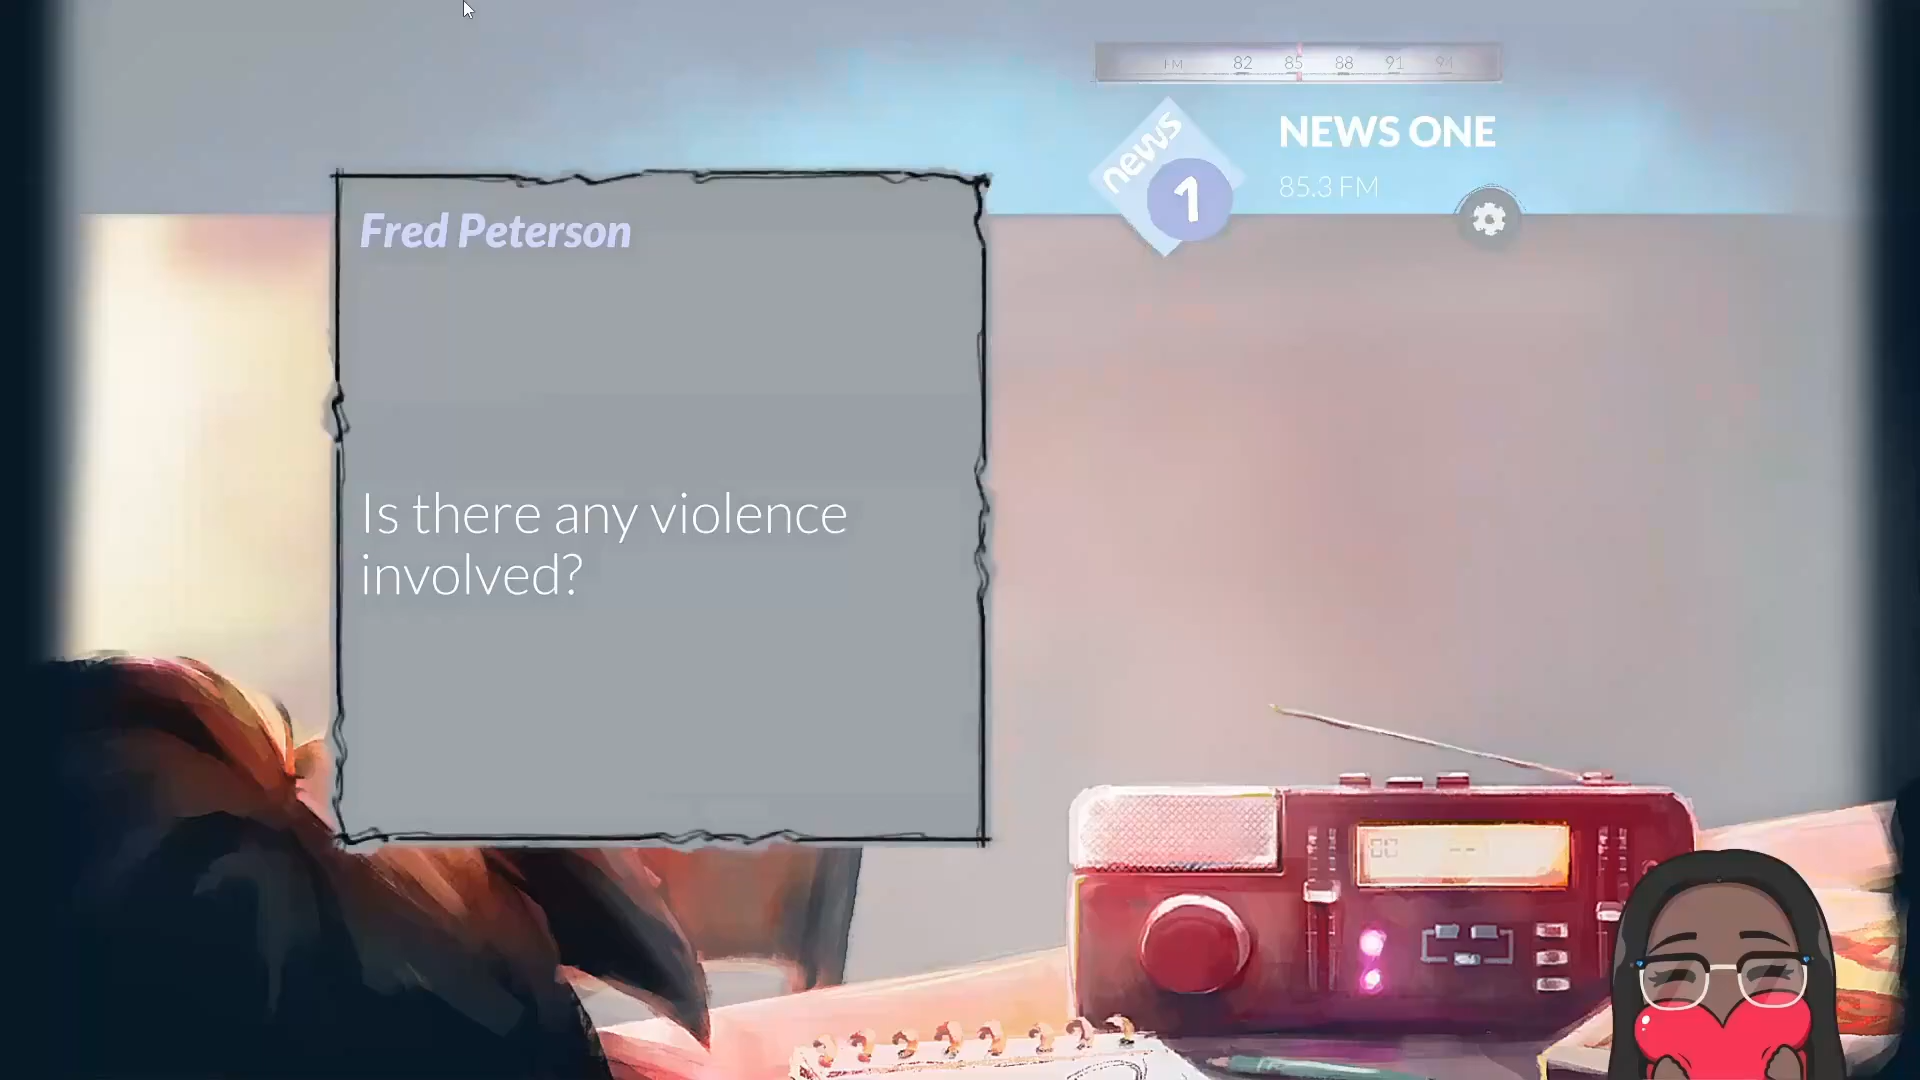 FM 82 85 88 91 94
news
1
NEWS ONE
85.3 FM
Fred Peterson
Is there any violence
involved?